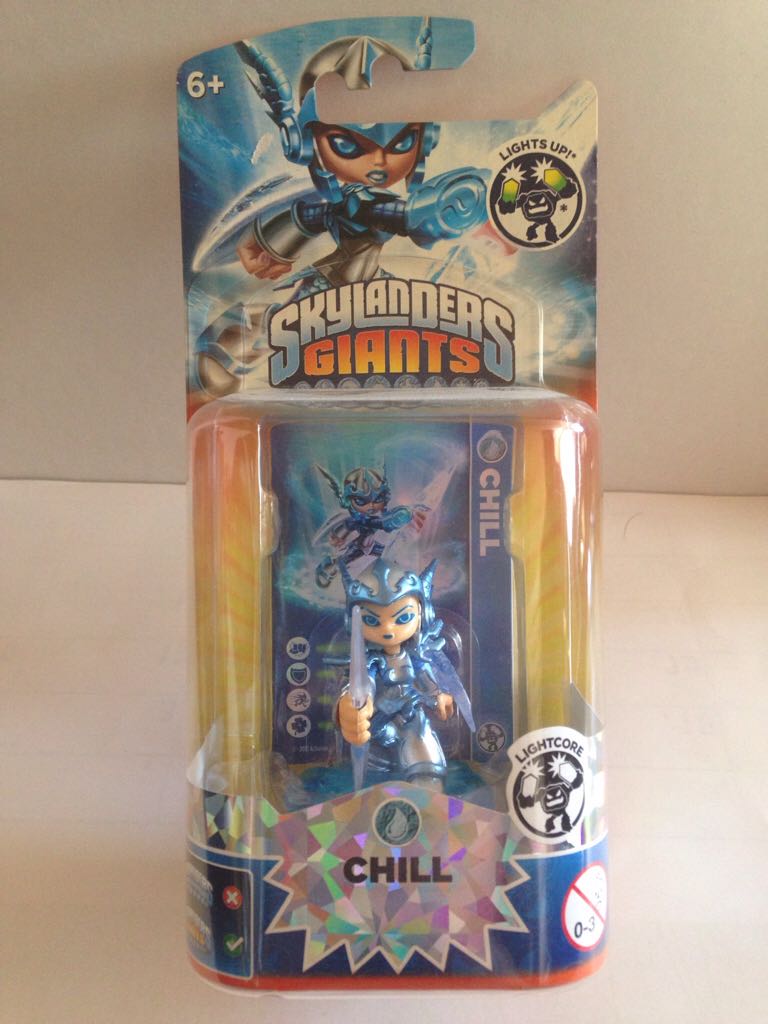 6+
LIGHTS UP!*
*
SKYLANDERS
GIANTS
CHILL
LIGHTCORE
CHILL
0-3